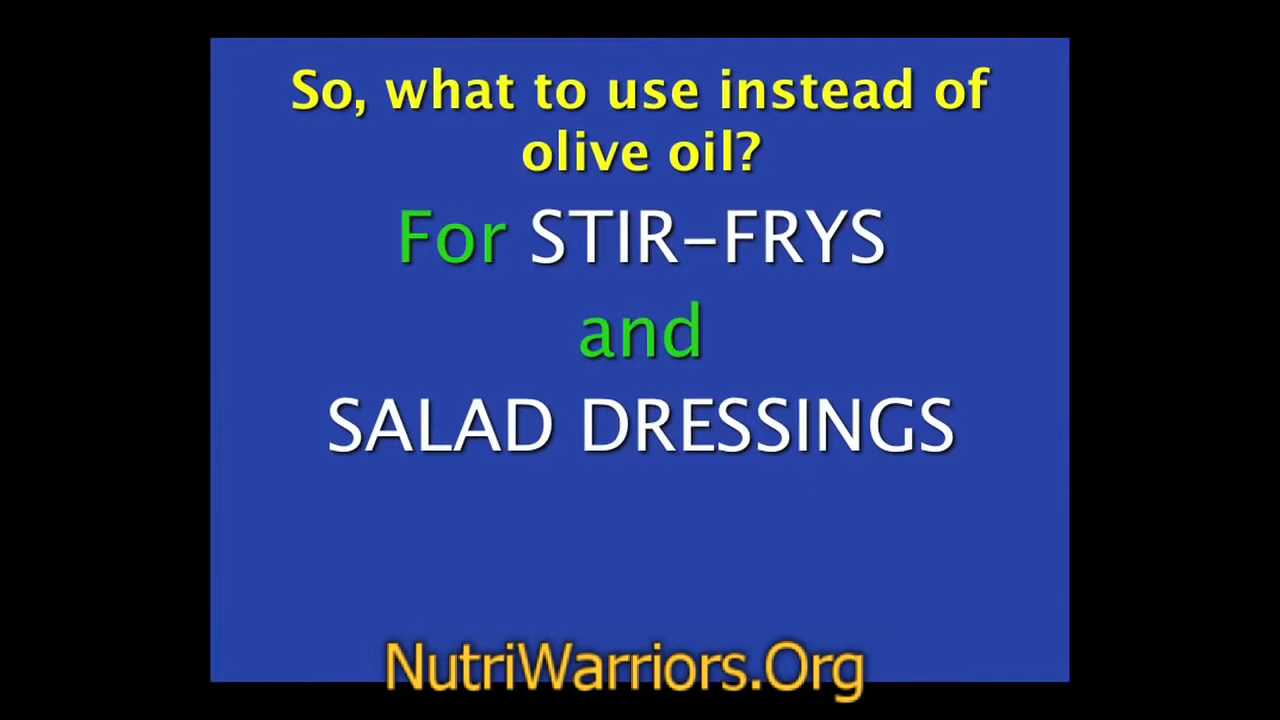 So, what to use instead of
olive oil?
For STIR-FRYS
and
SALAD DRESSINGS
NutriWarriors.Org